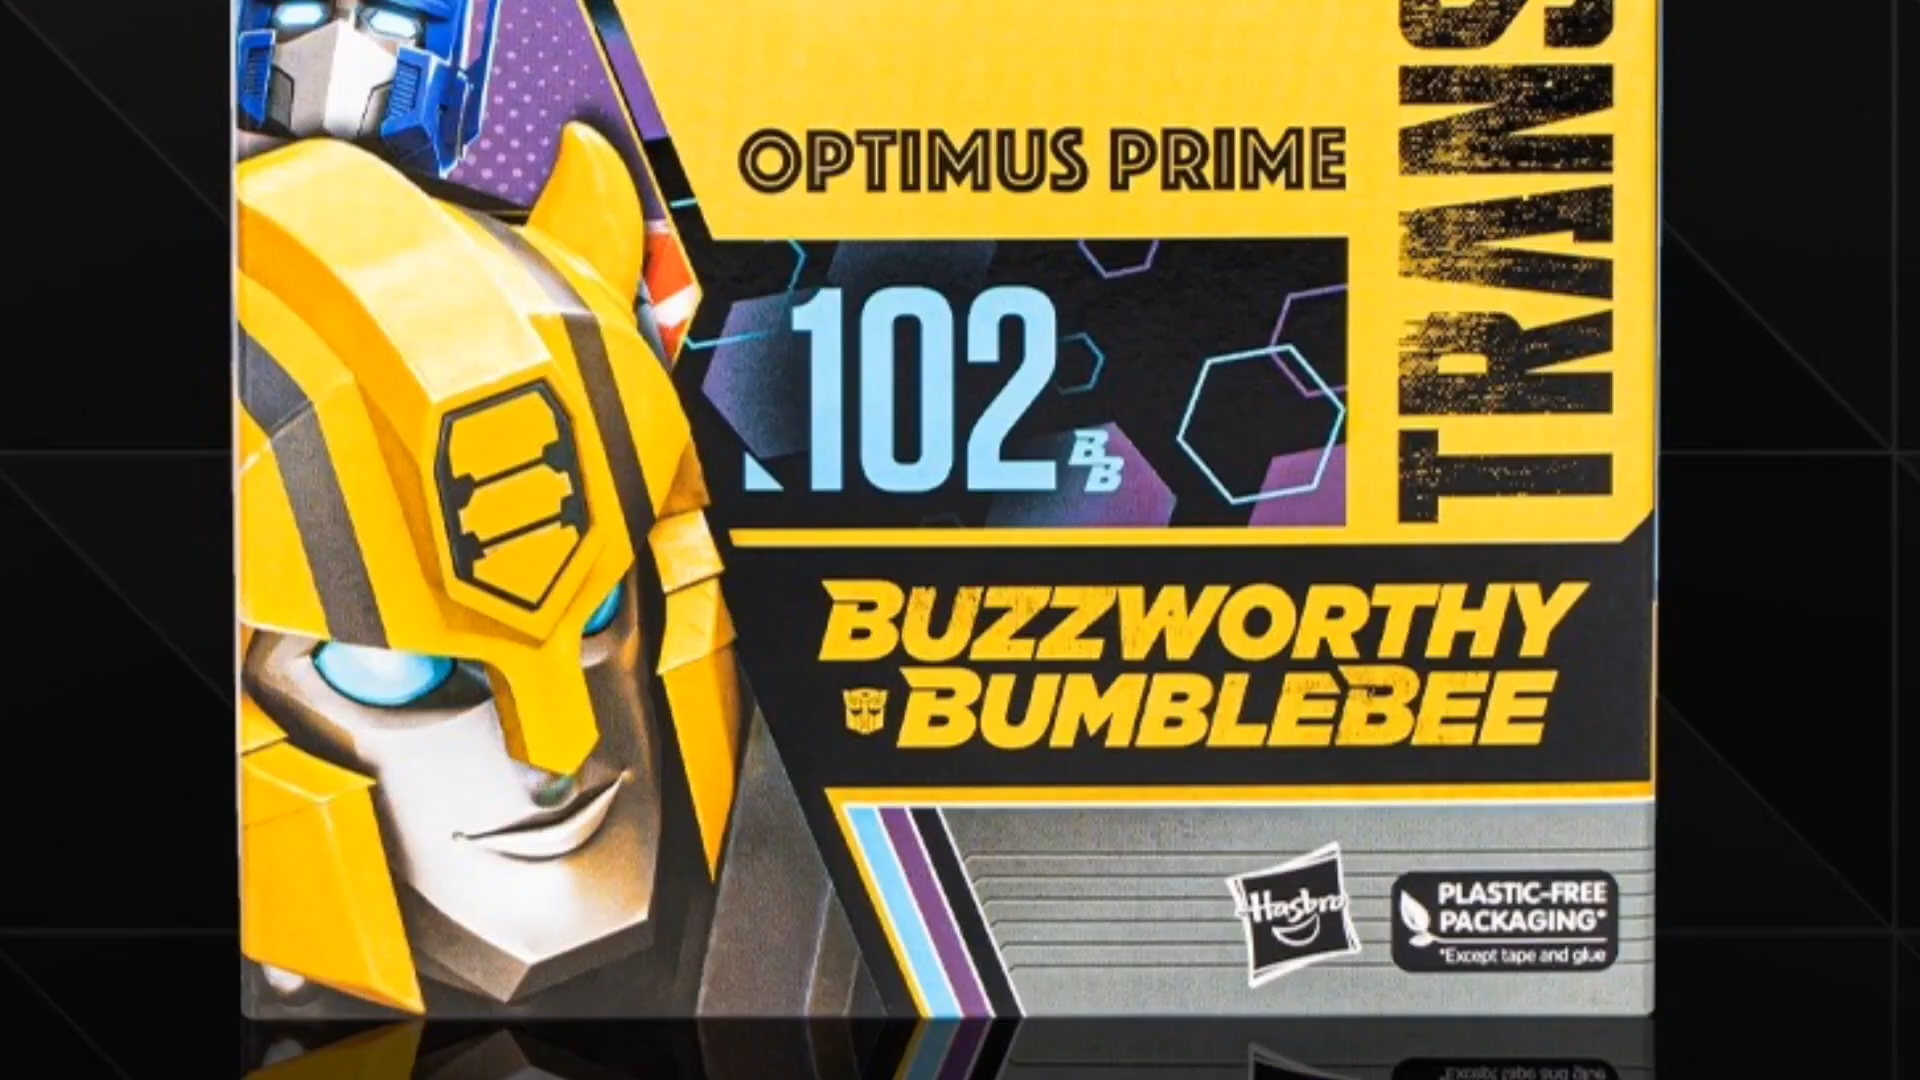 OPTIMUS PRIME
TRANS
102
BB
BUZZWORTHY
BUMBLEBEE
Hasbro
PLASTIC-FREE
PACKAGING*
*Except tape and glue